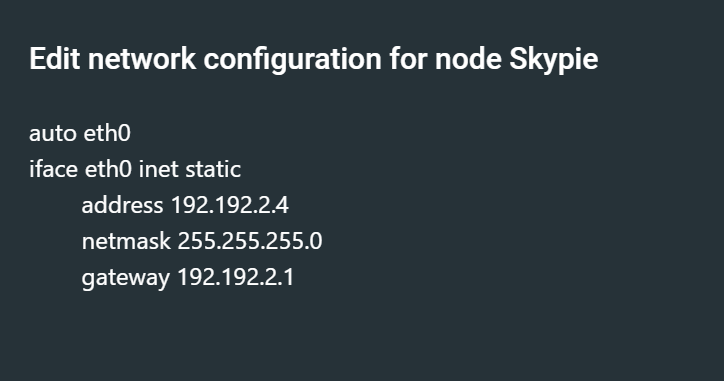 Edit network configuration for node Skypie
auto eth0
iface eth0 inet static
address 192.192.2.4
netmask 255.255.255.0
gateway 192.192.2.1